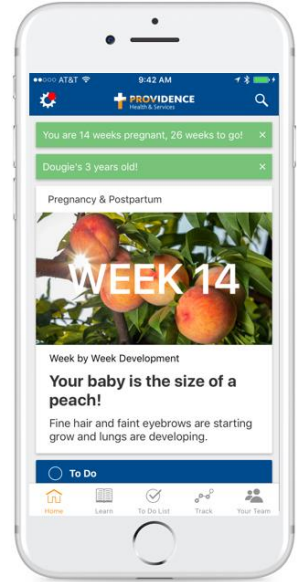 AT&T 9:42 AM
PROVIDENCE
Health & Services
You are 14 weeks pregnant, 26 weeks to go! ×
Dougie's 3 years old! ×
Pregnancy & Postpartum
WEEK 14
Week by Week Development
Your baby is the size of a
peach!
Fine hair and faint eyebrows are starting
grow and lungs are developing.
To Do
Home Learn To Do List Track Your Team